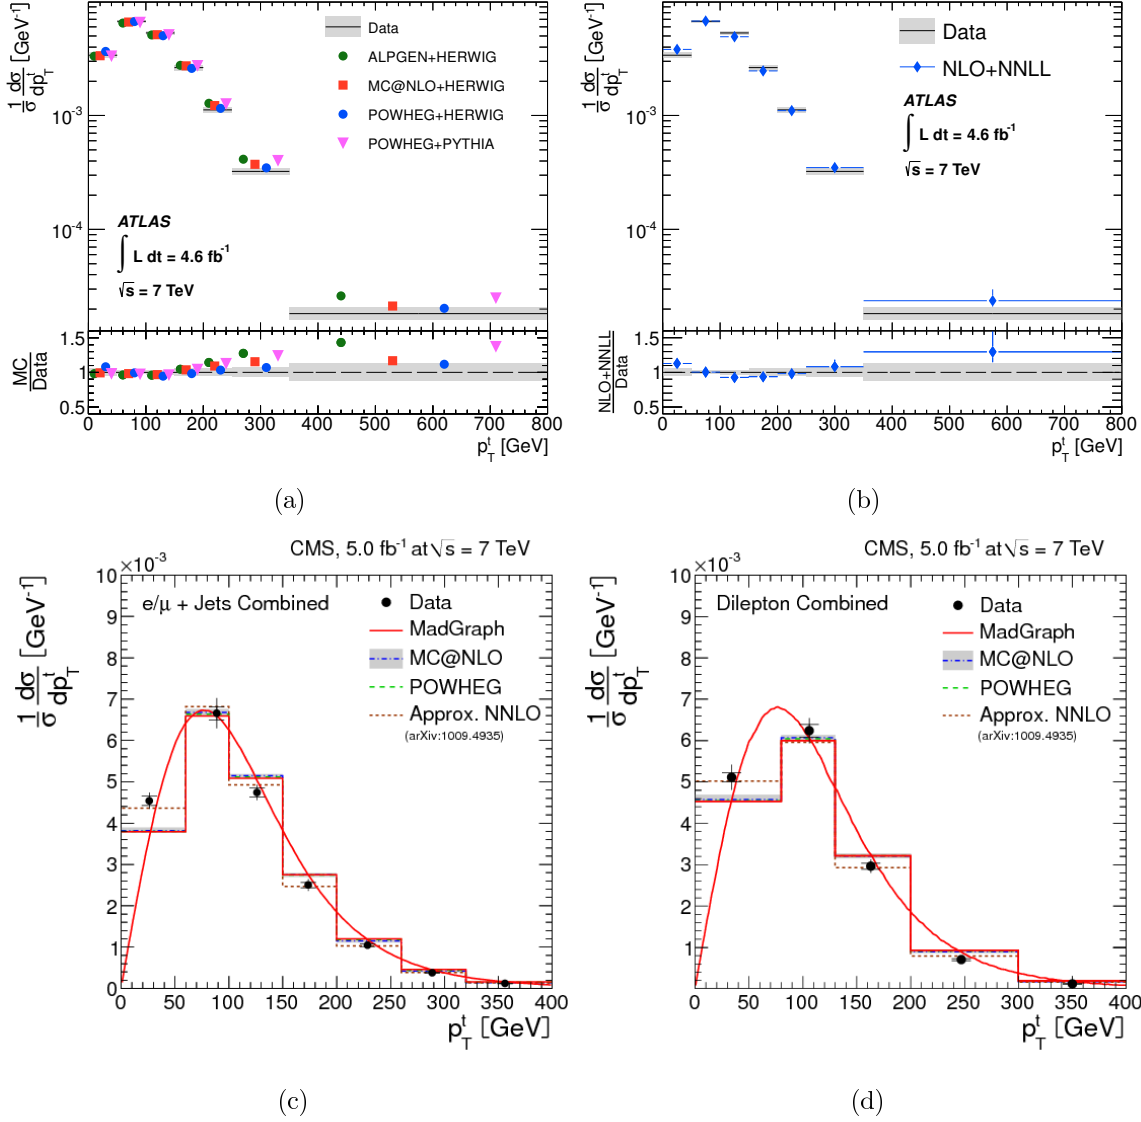 1/σ dσ/dp_T^t [GeV⁻¹]
Data
ALPGEN+HERWIG
MC@NLO+HERWIG
POWHEG+HERWIG
POWHEG+PYTHIA
10⁻³
10⁻⁴
ATLAS
∫ L dt = 4.6 fb⁻¹
√s = 7 TeV
MC/Data
1.5
1
0.5
0 100 200 300 400 500 600 700 800
p_T^t [GeV]
(a)
1/σ dσ/dp_T^t [GeV⁻¹]
Data
NLO+NNLL
ATLAS
∫ L dt = 4.6 fb⁻¹
√s = 7 TeV
10⁻³
10⁻⁴
NLO+NNLL/Data
1.5
1
0.5
0 100 200 300 400 500 600 700 800
p_T^t [GeV]
(b)
CMS, 5.0 fb⁻¹ at √s = 7 TeV
×10⁻³
1/σ dσ/dp_T^t [GeV⁻¹]
e/μ + Jets Combined
Data
MadGraph
MC@NLO
POWHEG
Approx. NNLO
(arXiv:1009.4935)
10
9
8
7
6
5
4
3
2
1
0
0 50 100 150 200 250 300 350 400
p_T^t [GeV]
(c)
CMS, 5.0 fb⁻¹ at √s = 7 TeV
×10⁻³
1/σ dσ/dp_T^t [GeV⁻¹]
Dilepton Combined
Data
MadGraph
MC@NLO
POWHEG
Approx. NNLO
(arXiv:1009.4935)
10
9
8
7
6
5
4
3
2
1
0
0 50 100 150 200 250 300 350 400
p_T^t [GeV]
(d)